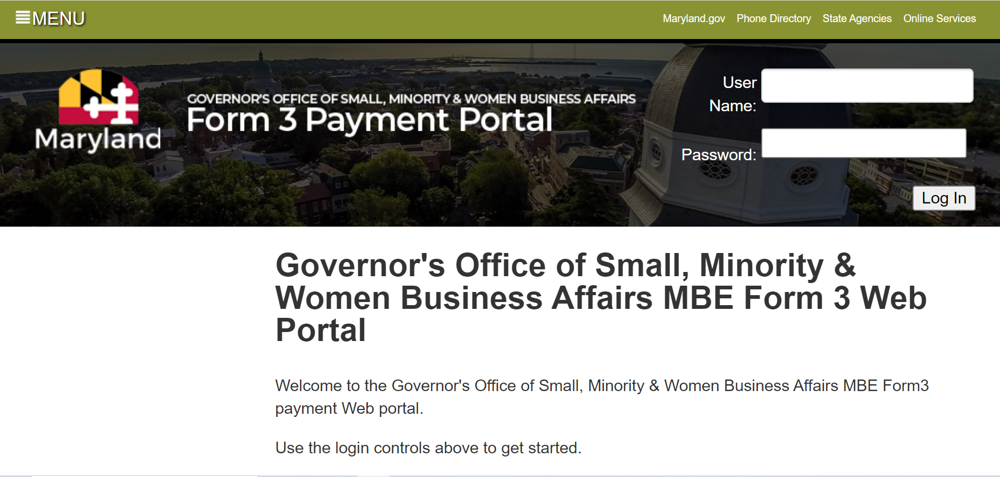 MENU
Maryland.gov Phone Directory State Agencies Online Services
Maryland
GOVERNOR'S OFFICE OF SMALL, MINORITY & WOMEN BUSINESS AFFAIRS
Form 3 Payment Portal
User
Name:
Password:
Log In
Governor's Office of Small, Minority &
Women Business Affairs MBE Form 3 Web
Portal
Welcome to the Governor's Office of Small, Minority & Women Business Affairs MBE Form3
payment Web portal.
Use the login controls above to get started.